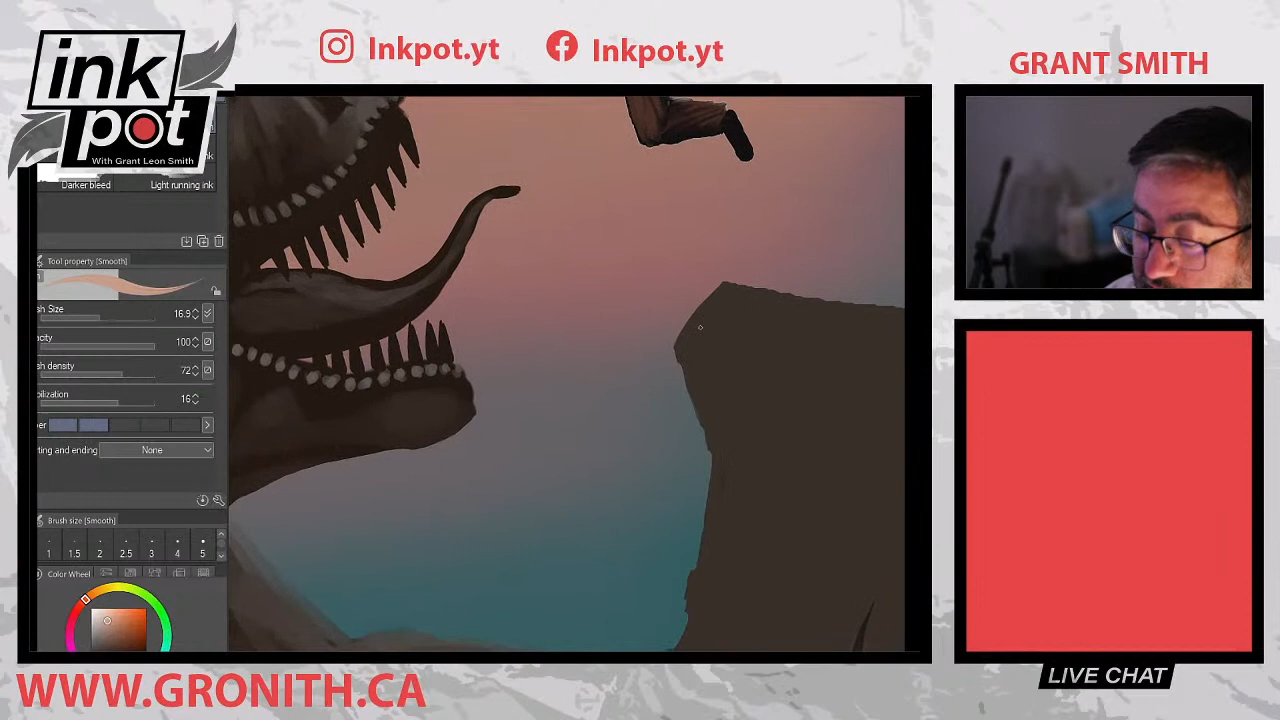 ink
pot
With Grant Leon Smith
Inkpot.yt
Inkpot.yt
GRANT SMITH
Darker bleed
Light running ink
Tool property [Smooth]
Size
16.9
100
density
72
16
None
Brush size [Smooth]
1 1.5 2 2.5 3 4 5
Color Wheel
LIVE CHAT
WWW.GRONITH.CA